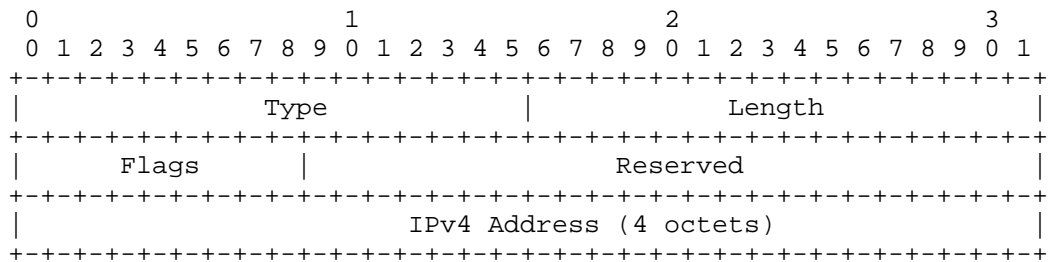 0                   1                   2                   3
 0 1 2 3 4 5 6 7 8 9 0 1 2 3 4 5 6 7 8 9 0 1 2 3 4 5 6 7 8 9 0 1
+-+-+-+-+-+-+-+-+-+-+-+-+-+-+-+-+-+-+-+-+-+-+-+-+-+-+-+-+-+-+-+-+
|               Type            |            Length             |
+-+-+-+-+-+-+-+-+-+-+-+-+-+-+-+-+-+-+-+-+-+-+-+-+-+-+-+-+-+-+-+-+
|      Flags      |                   Reserved                  |
+-+-+-+-+-+-+-+-+-+-+-+-+-+-+-+-+-+-+-+-+-+-+-+-+-+-+-+-+-+-+-+-+
|                        IPv4 Address (4 octets)                |
+-+-+-+-+-+-+-+-+-+-+-+-+-+-+-+-+-+-+-+-+-+-+-+-+-+-+-+-+-+-+-+-+